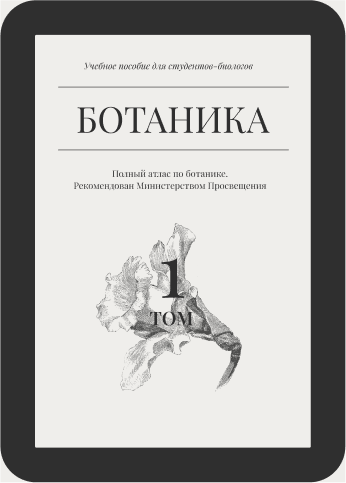 Учебное пособие для студентов-биологов
БОТАНИКА
Полный атлас по ботанике.
Рекомендован Министерством Просвещения
1
ТОМ